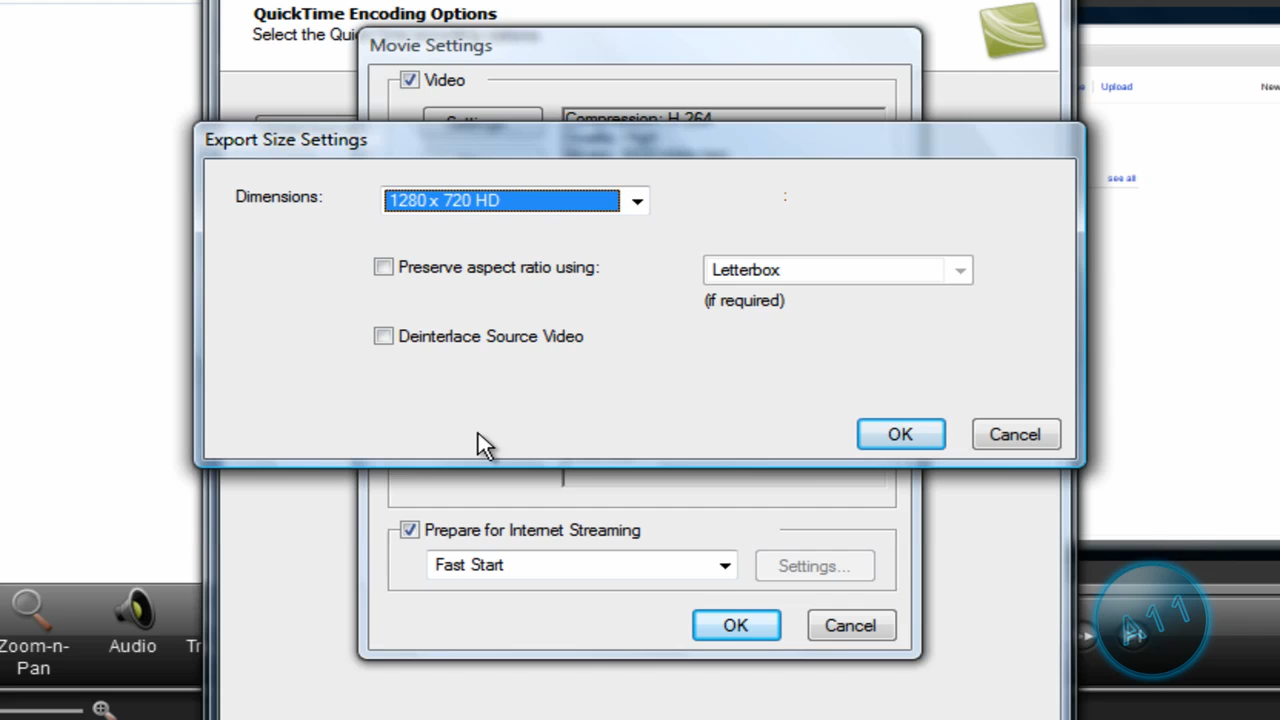 QuickTime Encoding Options
Select the Qui
Movie Settings
Video
Compression: H.264
Export Size Settings
Dimensions:
1280 x 720 HD
:
Preserve aspect ratio using:
Letterbox
(if required)
Deinterlace Source Video
OK
Cancel
Prepare for Internet Streaming
Fast Start
Settings...
OK
Cancel
Upload
New
see all
Zoom-n-
Pan
Audio
Tr
A11